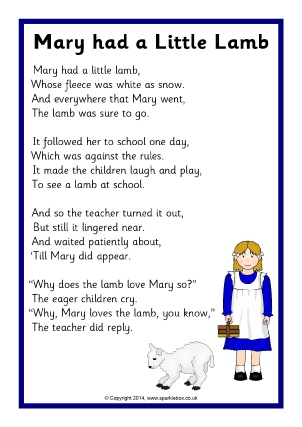 Mary had a Little Lamb
Mary had a little lamb,
Whose fleece was white as snow.
And everywhere that Mary went,
The lamb was sure to go.
It followed her to school one day,
Which was against the rules.
It made the children laugh and play,
To see a lamb at school.
And so the teacher turned it out,
But still it lingered near.
And waited patiently about,
'Till Mary did appear.
“Why does the lamb love Mary so?”
The eager children cry.
“Why, Mary loves the lamb, you know,”
The teacher did reply.
© Copyright 2014, www.sparklebox.co.uk